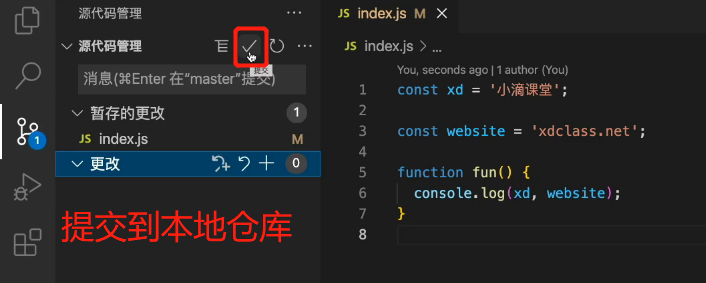 源代码管理
源代码管理
消息(⌘Enter 在"master"提交)
提交
暂存的更改 1
JS index.js M
更改 0
1
提交到本地仓库
JS index.js M ×
JS index.js > ...
You, seconds ago | 1 author (You)
1 const xd = '小滴课堂';
2
3 const website = 'xdclass.net';
4
5 function fun() {
6 console.log(xd, website);
7 }
8